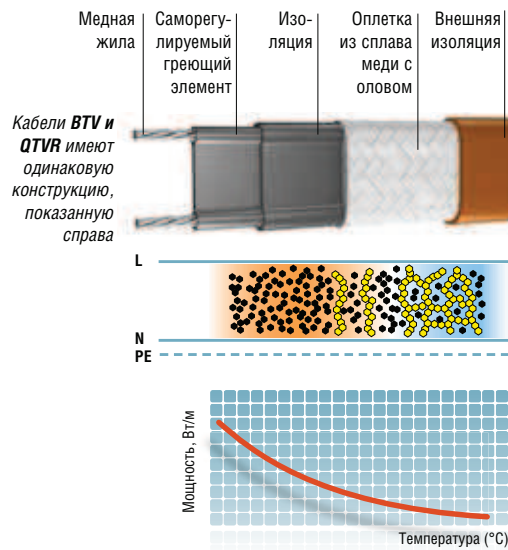 Медная
жила
Саморегу-
лируемый
греющий
элемент
Изо-
ляция
Оплетка
из сплава
меди с
оловом
Внешняя
изоляция
Кабели BTV и
QTVR имеют
одинаковую
конструкцию,
показанную
справа
L
N
PE
Мощность, Вт/м
Температура (°C)